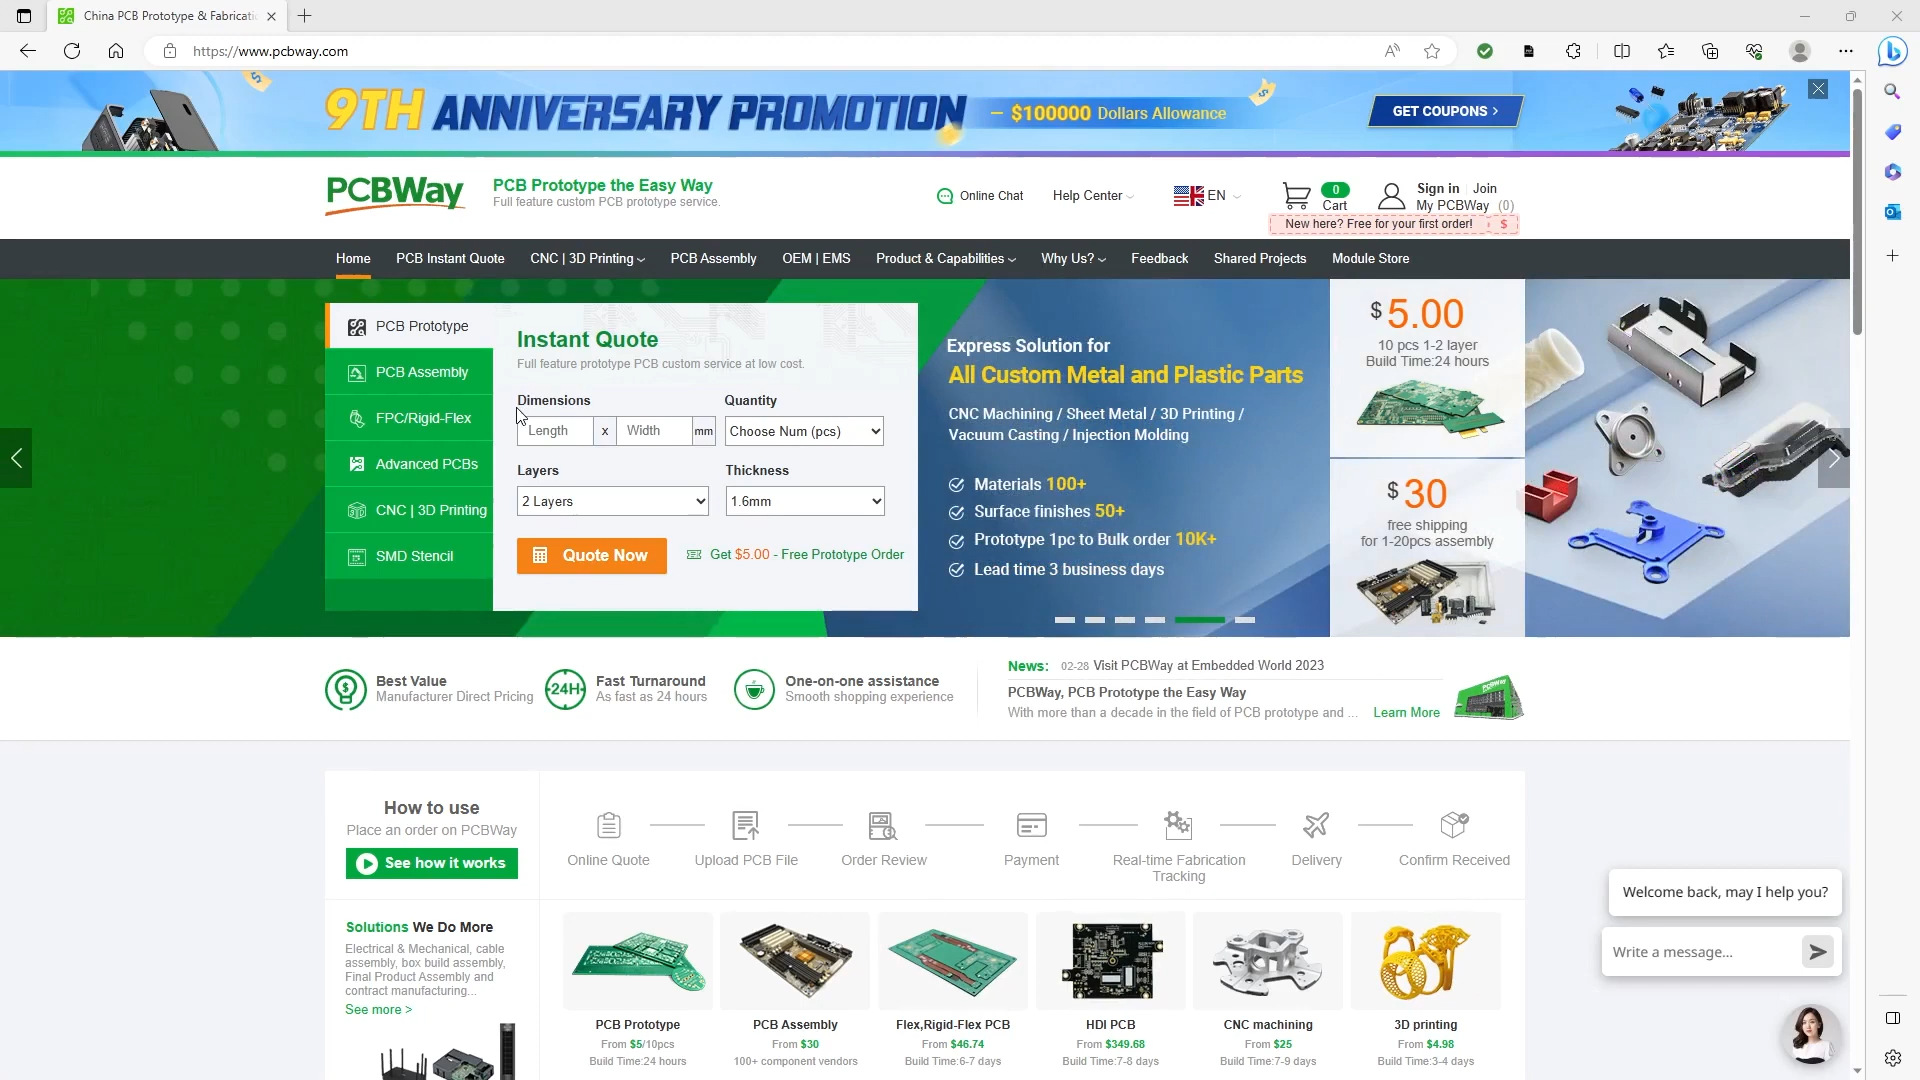 China PCB Prototype & Fabricati
https://www.pcbway.com
9TH ANNIVERSARY PROMOTION – $100000 Dollars Allowance
GET COUPONS >
PCBWay
PCB Prototype the Easy Way
Full feature custom PCB prototype service.
Online Chat
Help Center
EN
0
Cart
Sign in Join
My PCBWay (0)
New here? Free for your first order! $
Home PCB Instant Quote CNC | 3D Printing PCB Assembly OEM | EMS Product & Capabilities Why Us? Feedback Shared Projects Module Store
PCB Prototype
PCB Assembly
FPC/Rigid-Flex
Advanced PCBs
CNC | 3D Printing
SMD Stencil
Instant Quote
Full feature prototype PCB custom service at low cost.
Dimensions Quantity
Length x Width mm Choose Num (pcs)
Layers Thickness
2 Layers 1.6mm
Quote Now Get $5.00 - Free Prototype Order
Express Solution for
All Custom Metal and Plastic Parts
CNC Machining / Sheet Metal / 3D Printing /
Vacuum Casting / Injection Molding
Materials 100+
Surface finishes 50+
Prototype 1pc to Bulk order 10K+
Lead time 3 business days
$ 5.00
10 pcs 1-2 layer
Build Time:24 hours
$ 30
free shipping
for 1-20pcs assembly
Best Value
Manufacturer Direct Pricing
24H
Fast Turnaround
As fast as 24 hours
One-on-one assistance
Smooth shopping experience
News: 02-28 Visit PCBWay at Embedded World 2023
PCBWay, PCB Prototype the Easy Way
With more than a decade in the field of PCB prototype and ... Learn More
How to use
Place an order on PCBWay
See how it works
Online Quote
Upload PCB File
Order Review
Payment
Real-time Fabrication
Tracking
Delivery
Confirm Received
Welcome back, may I help you?
Write a message...
Solutions We Do More
Electrical & Mechanical, cable
assembly, box build assembly,
Final Product Assembly and
contract manufacturing...
See more >
PCB Prototype
From $5/10pcs
Build Time:24 hours
PCB Assembly
From $30
100+ component vendors
Flex,Rigid-Flex PCB
From $46.74
Build Time:6-7 days
HDI PCB
From $349.68
Build Time:7-8 days
CNC machining
From $25
Build Time:7-9 days
3D printing
From $4.98
Build Time:3-4 days